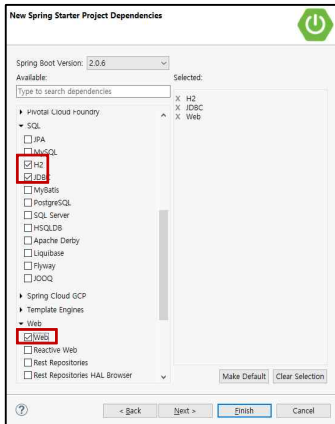 New Spring Starter Project Dependencies
Spring Boot Version: 2.0.6
Available:
Selected:
Type to search dependencies
X H2
X JDBC
X Web
Pivotal Cloud Foundry
SQL
JPA
MySQL
H2
JDBC
MyBatis
PostgreSQL
SQL Server
HSQLDB
Apache Derby
Liquibase
Flyway
JOOQ
Spring Cloud GCP
Template Engines
Web
Web
Reactive Web
Rest Repositories
Rest Repositories HAL Browser
Make Default Clear Selection
? < Back Next > Finish Cancel